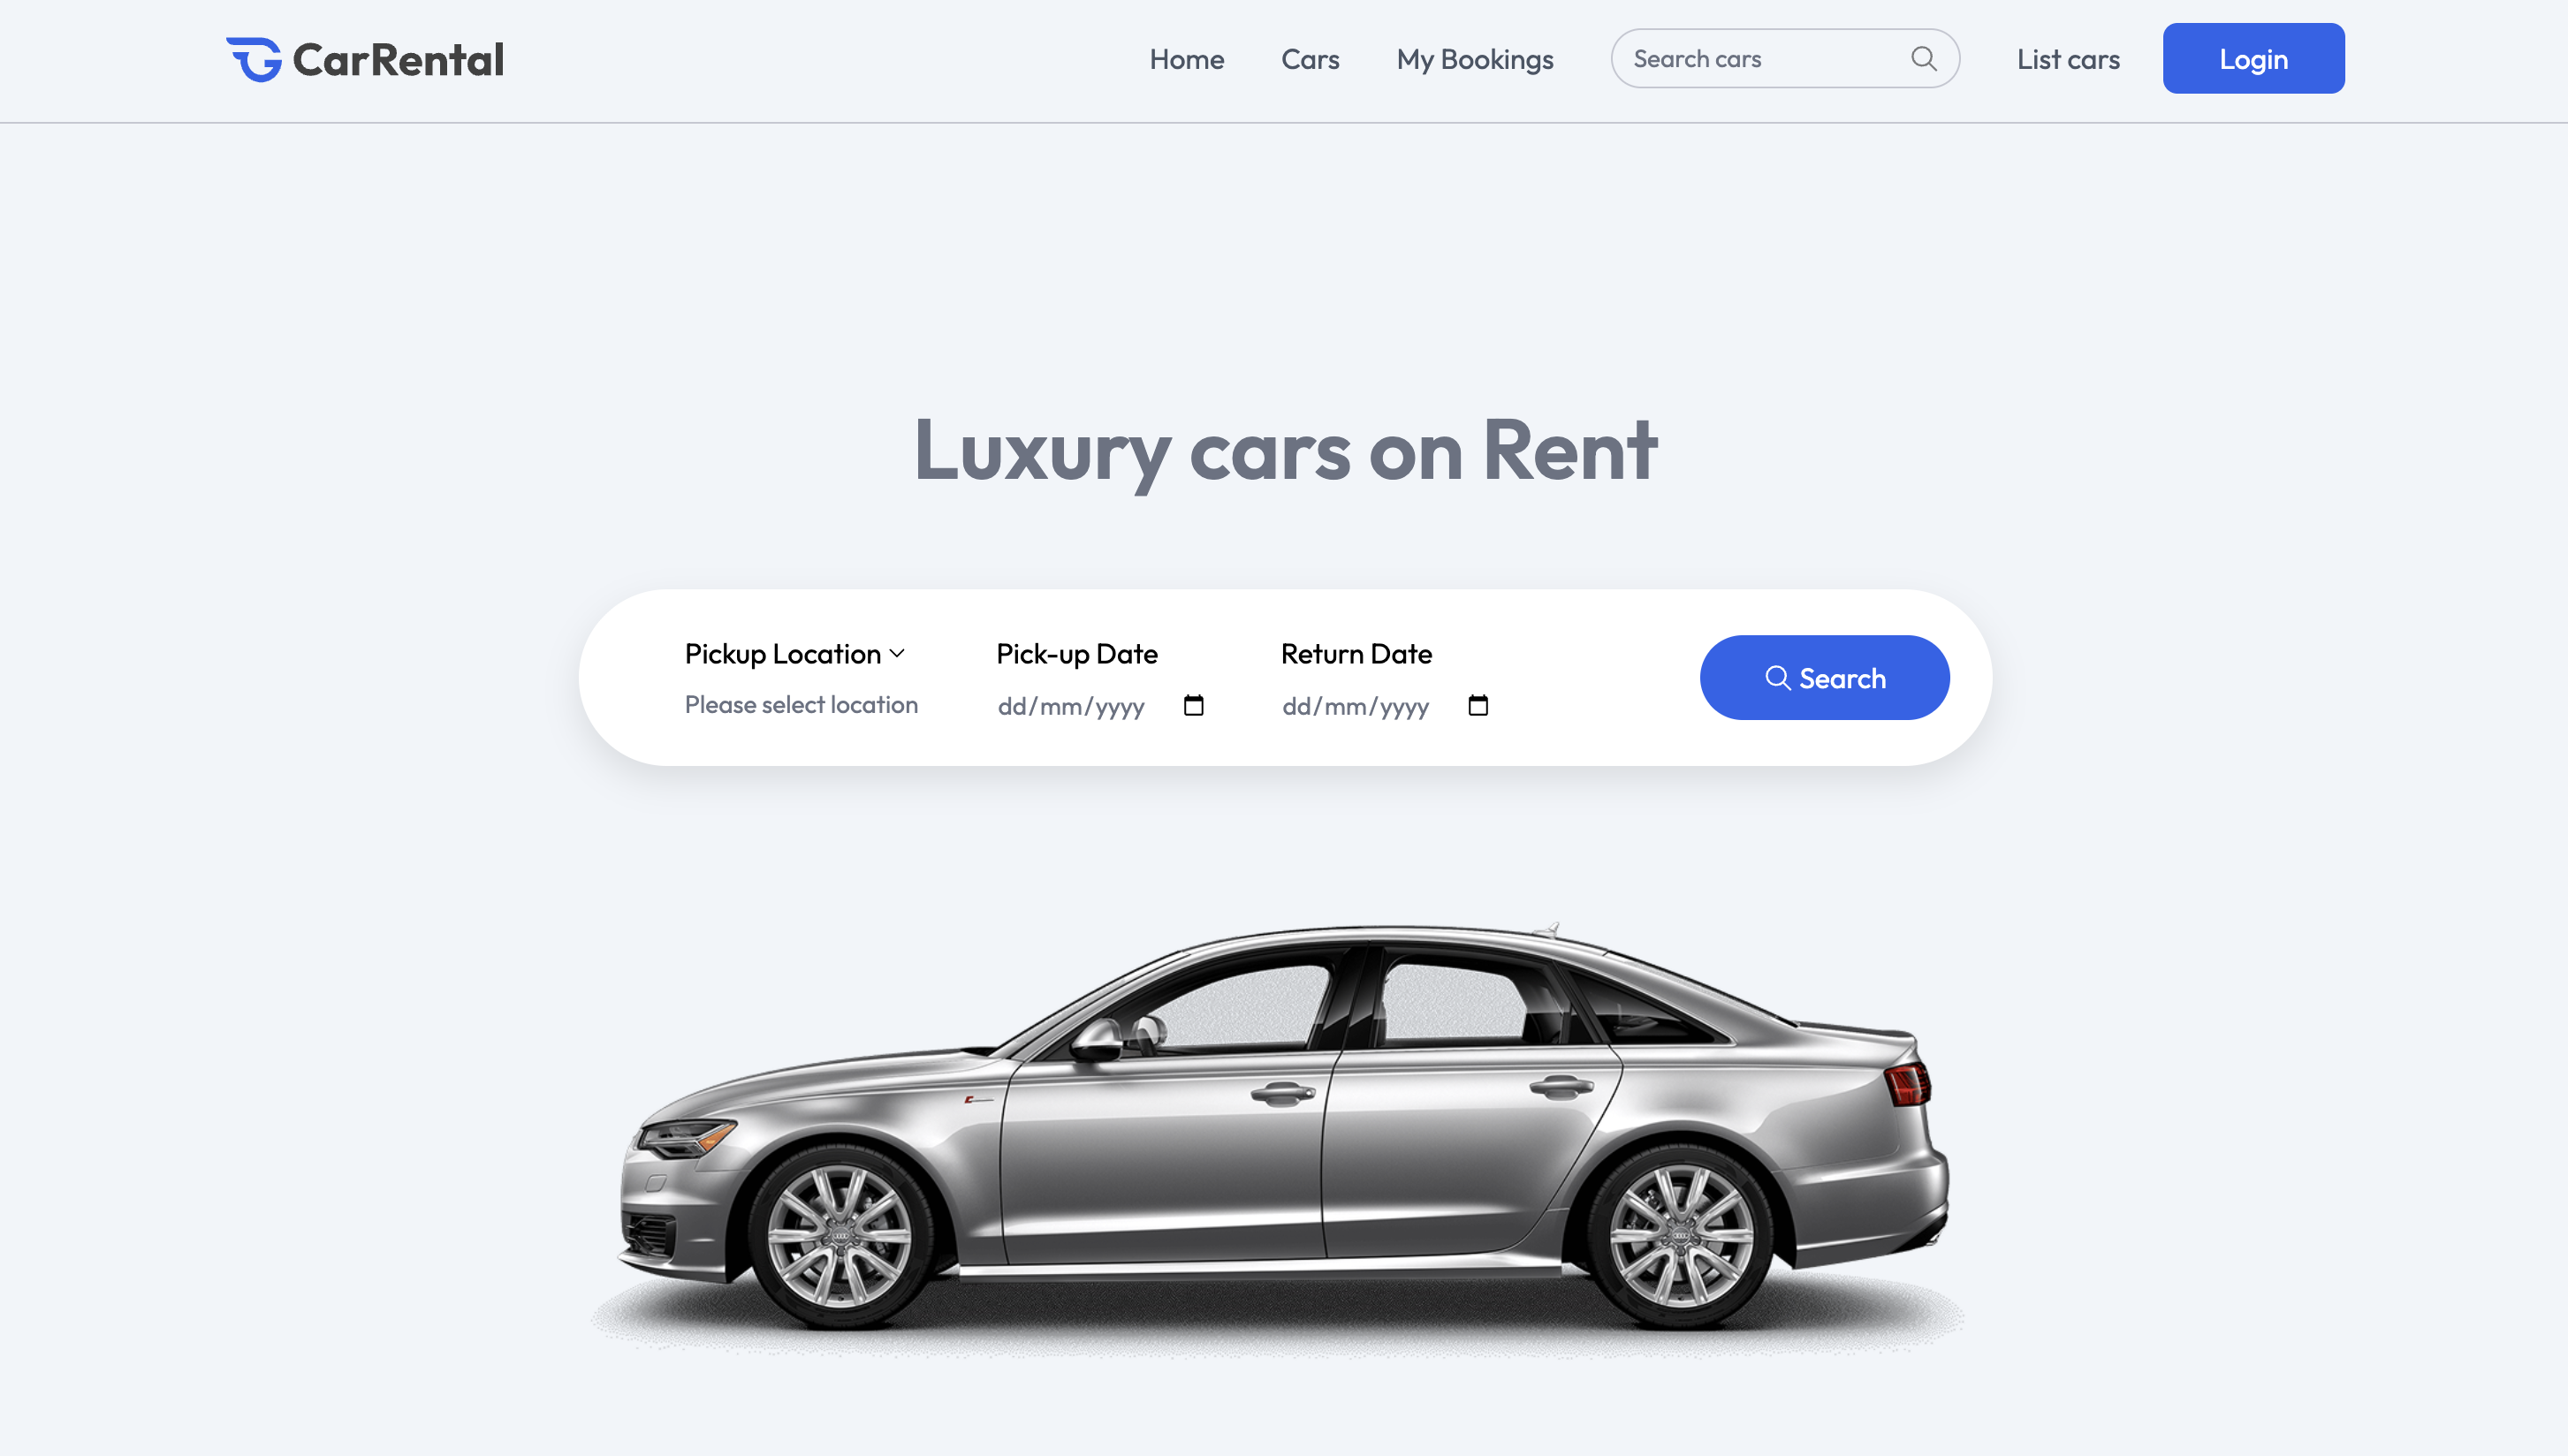 CarRental
Home
Cars
My Bookings
Search cars
List cars
Login
Luxury cars on Rent
Pickup Location
Please select location
Pick-up Date
dd/mm/yyyy
Return Date
dd/mm/yyyy
Search